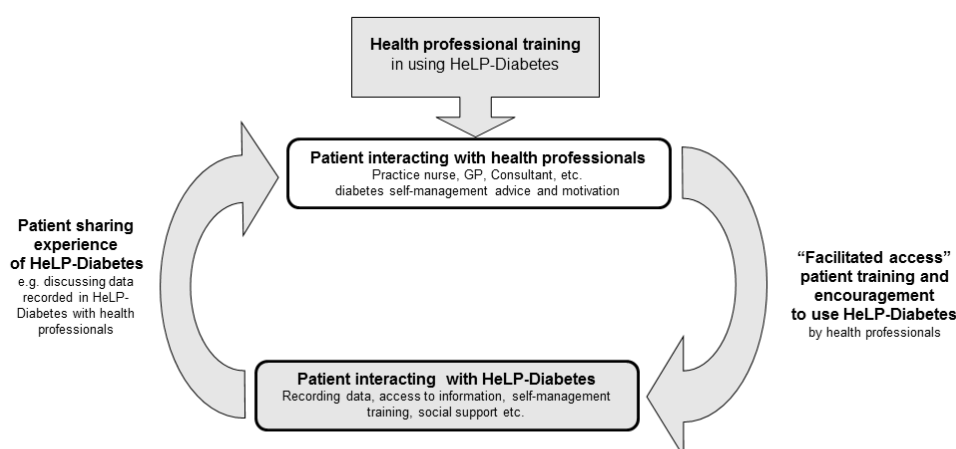 Health professional training
in using HeLP-Diabetes
Patient interacting with health professionals
Practice nurse, GP, Consultant, etc.
diabetes self-management advice and motivation
Patient sharing
experience
of HeLP-Diabetes
e.g. discussing data
recorded in HeLP-
Diabetes with health
professionals
“Facilitated access”
patient training and
encouragement
to use HeLP-Diabetes
by health professionals
Patient interacting with HeLP-Diabetes
Recording data, access to information, self-management
training, social support etc.